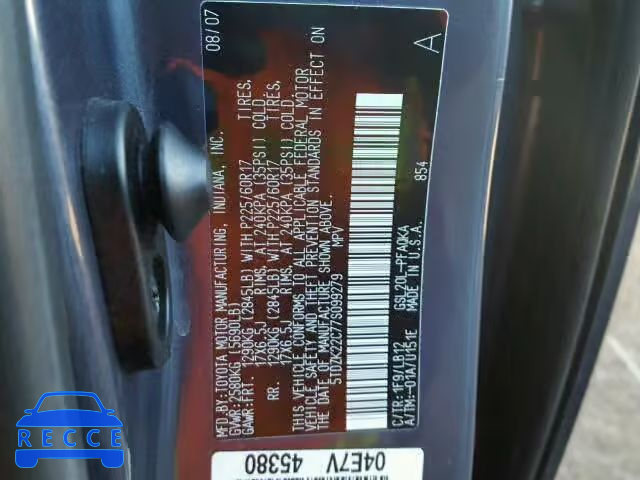 MFD.BY:TOYOTA MOTOR MANUFACTURING, INDIANA, INC. 08/07
GVWR:2580KG (5690LB)
GAWR:FRT. 1290KG (2845LB) WITH P225/60R17 TIRES,
17X6.5J RIMS, AT 240KPA (35PSI) COLD.
RR. 1290KG (2845LB) WITH P225/60R17 TIRES,
17X6.5J RIMS, AT 240KPA (35PSI) COLD.
THIS VEHICLE CONFORMS TO ALL APPLICABLE FEDERAL MOTOR
VEHICLE SAFETY AND THEFT PREVENTION STANDARDS IN EFFECT ON
THE DATE OF MANUFACTURE SHOWN ABOVE.
5TDZK22C77S099279 MPV
A
C/TR:1F9/LB12 GSL20L-PFAQKA
A/TM:-01A/U151E MADE IN U.S.A. 854
04E7V 45380
RECCE